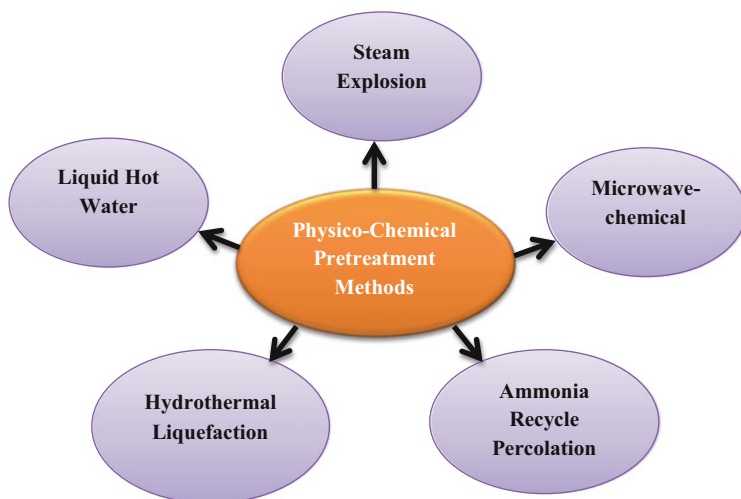 Steam
Explosion
Liquid Hot
Water
Microwave-
chemical
Physico-Chemical
Pretreatment
Methods
Hydrothermal
Liquefaction
Ammonia
Recycle
Percolation